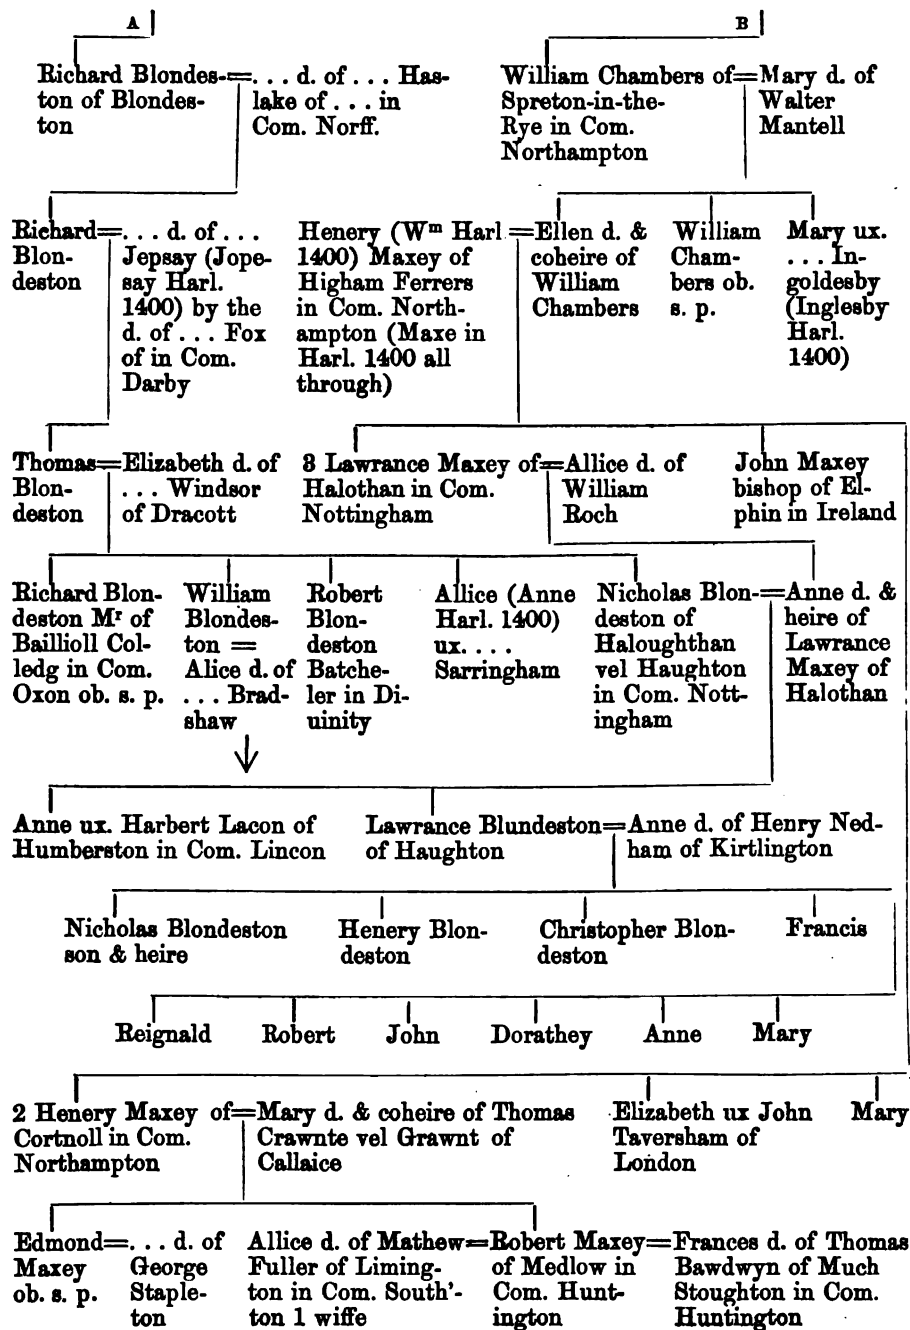 A
B
Richard Blondes-=. . . d. of . . . Has-
ton of Blondes- lake of . . . in
ton Com. Norff.
William Chambers of=Mary d. of
Spreton-in-the- Walter
Rye in Com. Mantell
Northampton
Richard=. . . d. of . . .
Blon- Jepsay (Jope-
deston say Harl.
1400) by the
d. of . . . Fox
of in Com.
Darby
Henery (Wm Harl =Ellen d. &
1400) Maxey of coheire of
Higham Ferrers William
in Com. North- Chambers
ampton (Maxe in
Harl. 1400 all
through)
William
Cham-
bers ob.
s. p.
Mary ux.
. . . In-
goldesby
(Inglesby
Harl.
1400)
Thomas=Elizabeth d. of
Blon- . . . Windsor
deston of Dracott
3 Lawrance Maxey of=Allice d. of
Halothan in Com. William
Nottingham Roch
John Maxey
bishop of El-
phin in Ireland
Richard Blon-
deston Mr of
Baillioll Col-
ledg in Com.
Oxon ob. s. p.
William
Blondes-
ton =
Alice d. of
. . . Brad-
shaw
Robert
Blon-
deston
Batche-
ler in Di-
uinity
Allice (Anne
Harl. 1400)
ux. . . .
Sarringham
Nicholas Blon-=Anne d. &
deston of heire of
Haloughthan Lawrance
vel Haughton Maxey of
in Com. Nott- Halothan
ingham
Anne ux. Harbert Lacon of
Humberston in Com. Lincon
Lawrance Blundeston=Anne d. of Henry Ned-
of Haughton ham of Kirtlington
Nicholas Blondeston
son & heire
Henery Blon-
deston
Christopher Blon-
deston
Francis
Reignald Robert John Dorathey Anne Mary
2 Henery Maxey of=Mary d. & coheire of Thomas
Cortnoll in Com. Crawnte vel Grawnt of
Northampton Callaice
Elizabeth ux John
Taversham of
London
Mary
Edmond=. . . d. of
Maxey George
ob. s. p. Staple-
ton
Allice d. of Mathew=Robert Maxey=Frances d. of Thomas
Fuller of Liming- of Medlow in Bawdwyn of Much
ton in Com. South'- Com. Hunt- Stoughton in Com.
ton 1 wiffe ington Huntington